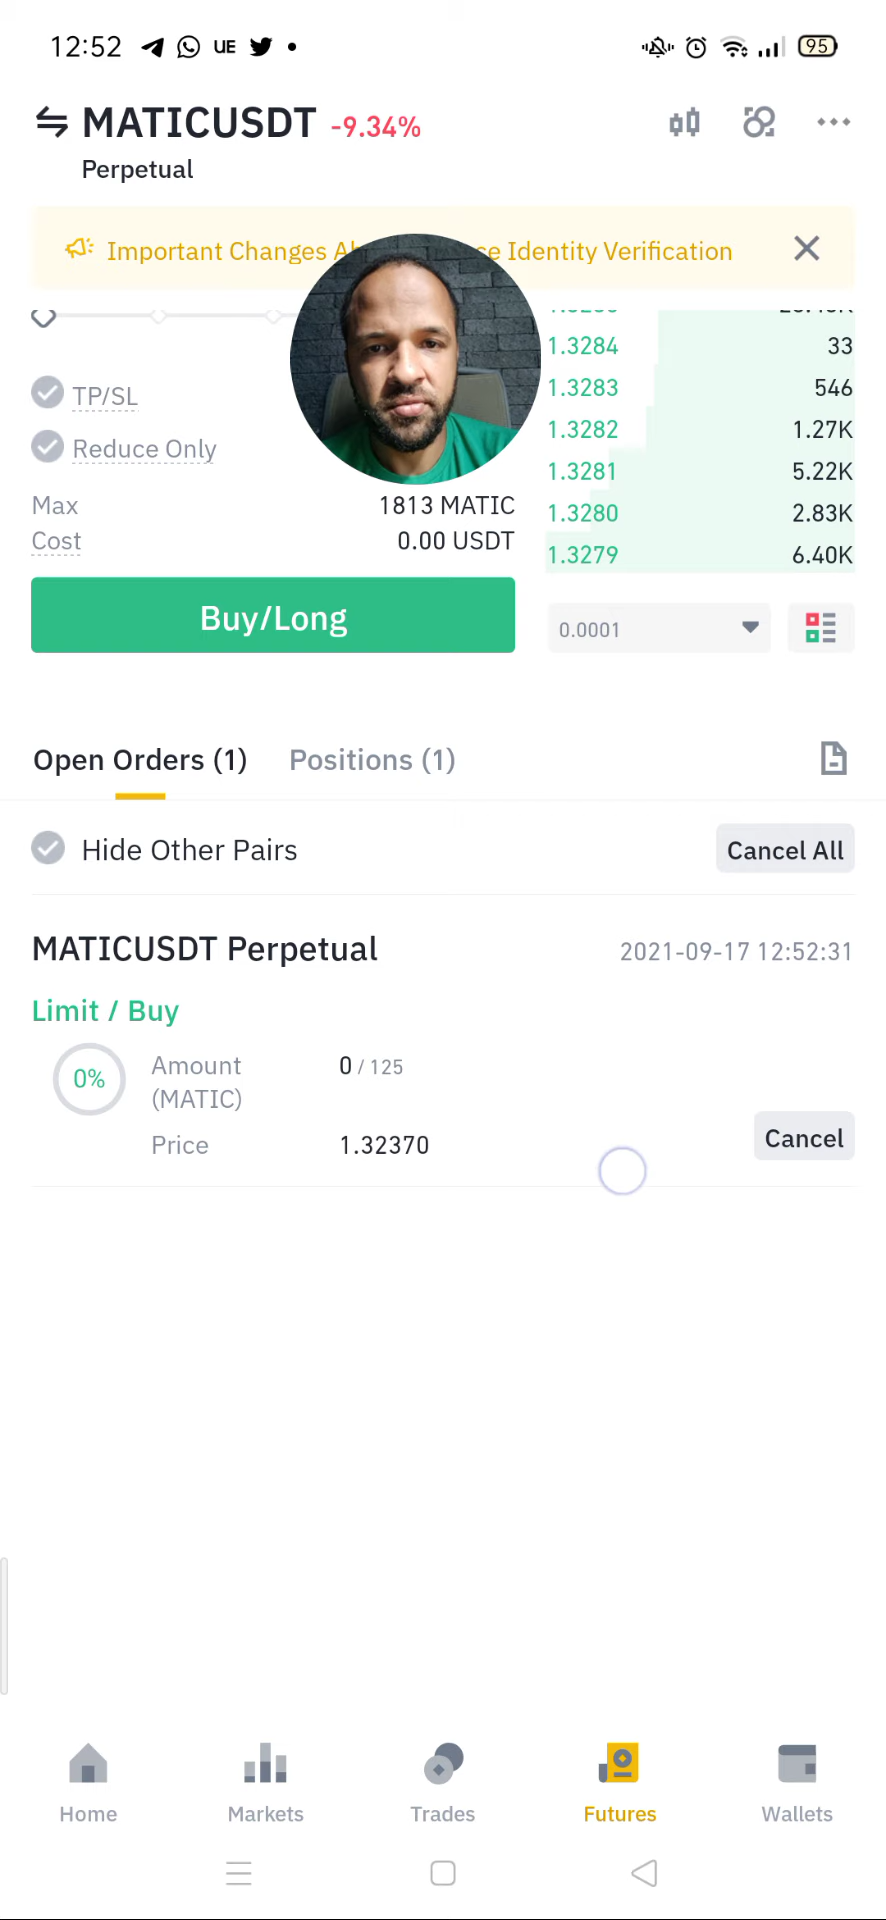 12:52 UE 95
MATICUSDT -9.34%
Perpetual
Important Changes Identity Verification
1.3284 33
TP/SL 1.3283 546
1.3282 1.27K
Reduce Only 1.3281 5.22K
Max 1813 MATIC 1.3280 2.83K
Cost 0.00 USDT 1.3279 6.40K
Buy/Long 0.0001
Open Orders (1) Positions (1)
Hide Other Pairs Cancel All
MATICUSDT Perpetual 2021-09-17 12:52:31
Limit / Buy
0% Amount 0 / 125
(MATIC)
Price 1.32370 Cancel
Home Markets Trades Futures Wallets